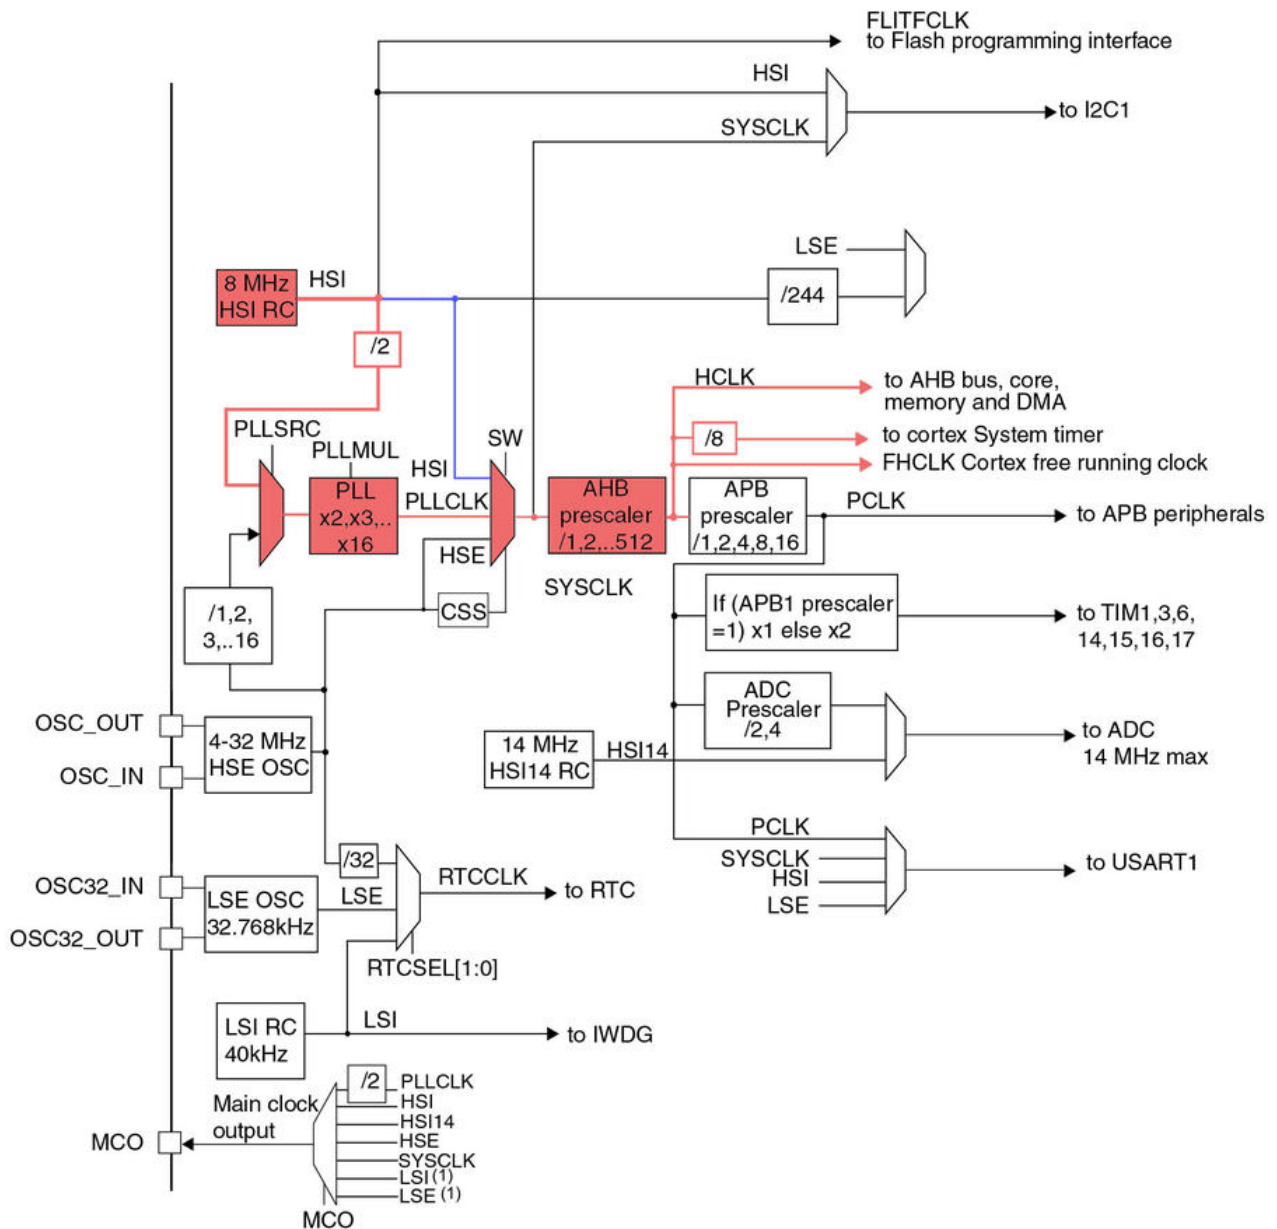 FLITFCLK
to Flash programming interface
HSI
to I2C1
SYSCLK
LSE
/244
8 MHz
HSI RC
HSI
/2
HCLK
to AHB bus, core,
memory and DMA
/8
to cortex System timer
FHCLK Cortex free running clock
PLLSRC
PLLMUL
SW
HSI
PLL
x2,x3,..
x16
PLLCLK
HSE
AHB
prescaler
/1,2,..512
APB
prescaler
/1,2,4,8,16
PCLK
to APB peripherals
SYSCLK
CSS
/1,2,
3,..16
If (APB1 prescaler
=1) x1 else x2
to TIM1,3,6,
14,15,16,17
ADC
Prescaler
/2,4
to ADC
14 MHz max
14 MHz
HSI14 RC
HSI14
OSC_OUT
OSC_IN
4-32 MHz
HSE OSC
PCLK
SYSCLK
HSI
LSE
to USART1
/32
OSC32_IN
OSC32_OUT
LSE OSC
32.768kHz
LSE
RTCCLK
to RTC
RTCSEL[1:0]
LSI RC
40kHz
LSI
to IWDG
Main clock
output
MCO
/2
PLLCLK
HSI
HSI14
HSE
SYSCLK
LSI (1)
LSE (1)
MCO